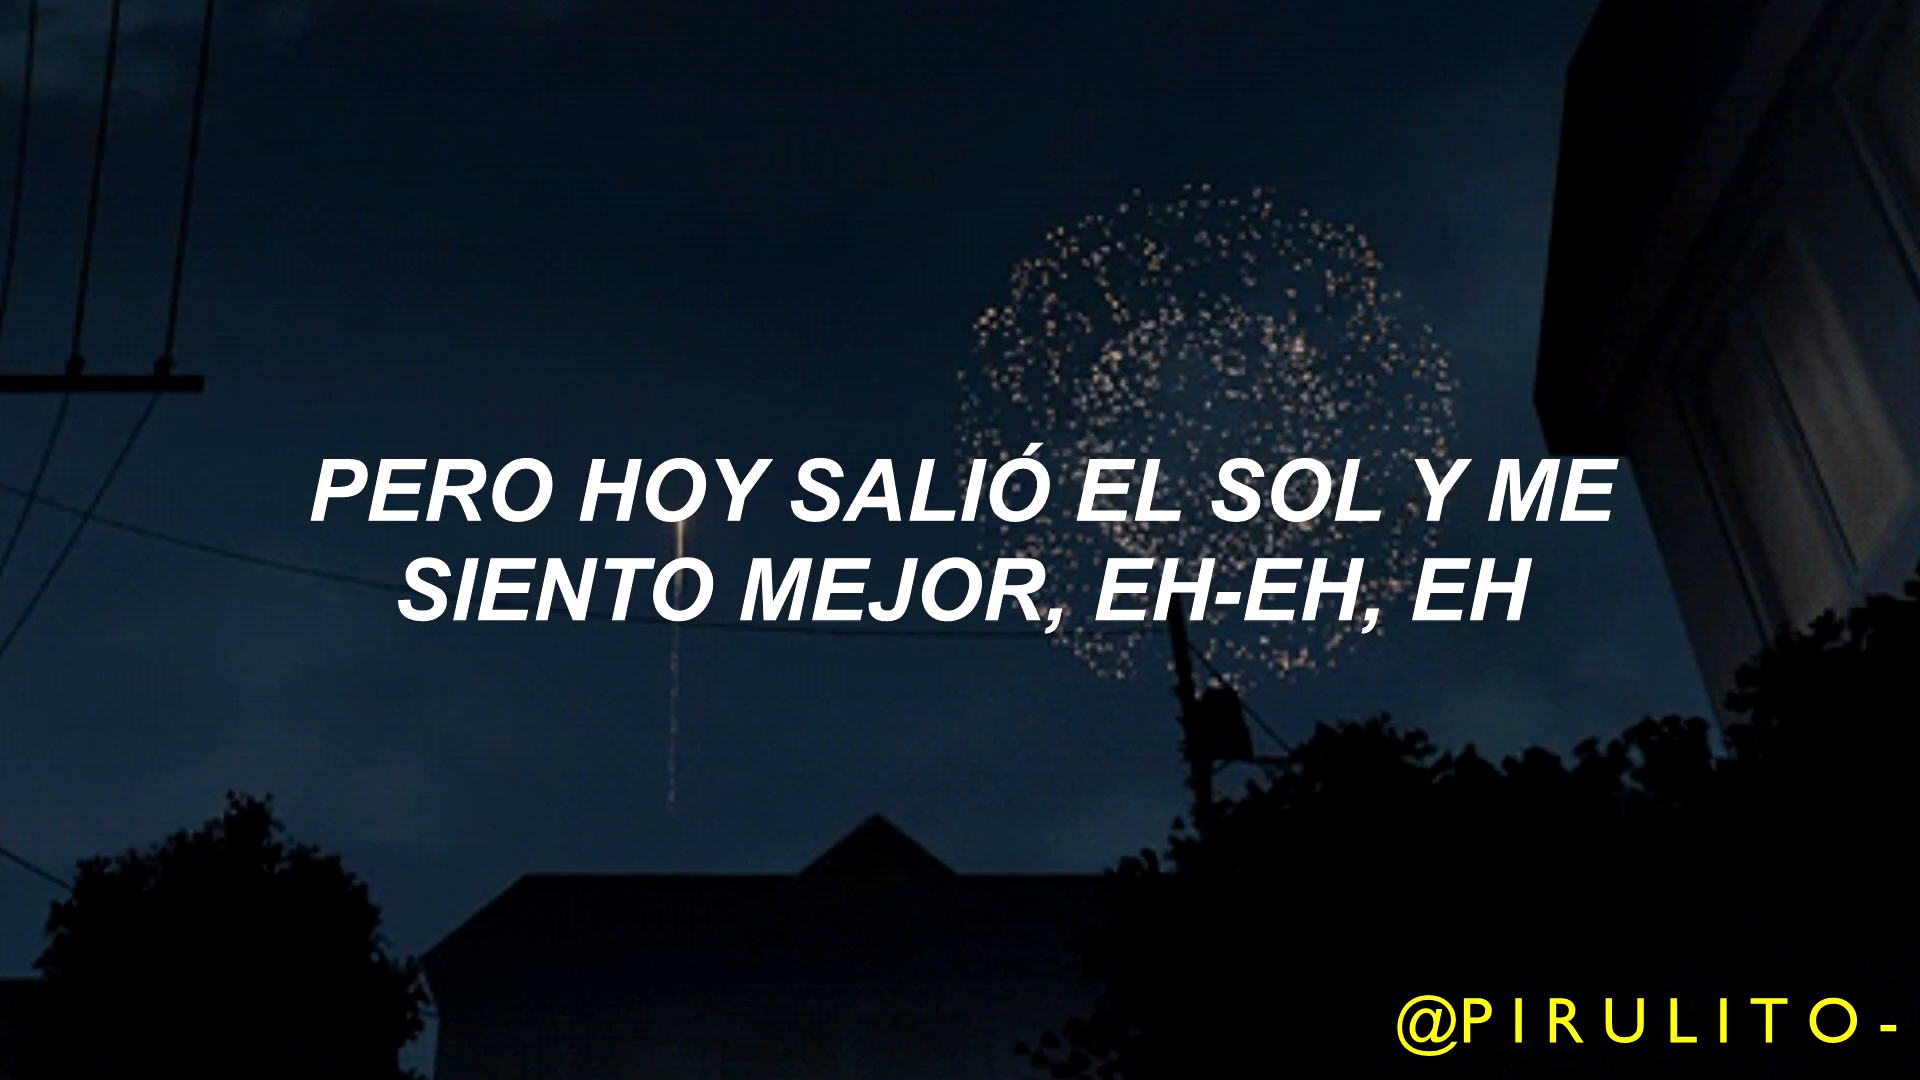 PERO HOY SALIÓ EL SOL Y ME
SIENTO MEJOR, EH-EH, EH
@PIRULITO-